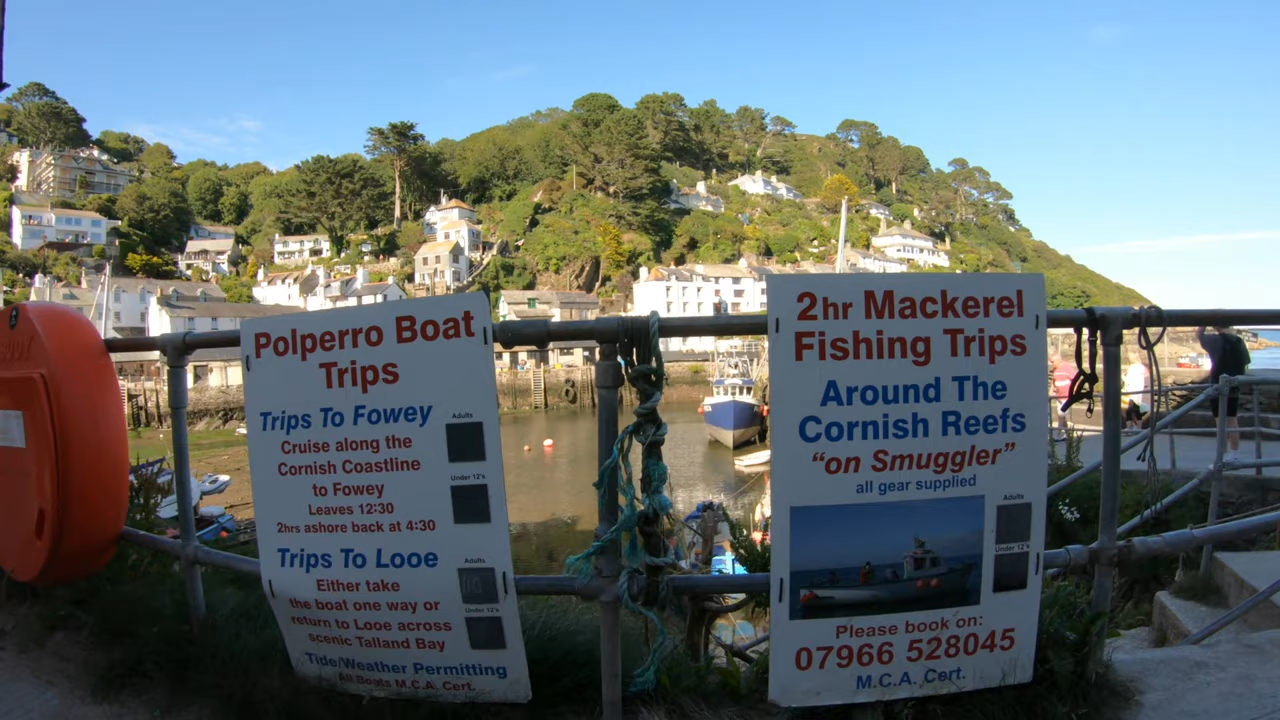 Polperro Boat
Trips
Trips To Fowey
Adults
Cruise along the
Cornish Coastline
to Fowey
Under 12's
Leaves 12:30
2hrs ashore back at 4:30
Trips To Looe
Adults
Either take
the boat one way or
return to Looe across
Under 12's
scenic Talland Bay
Tide/Weather Permitting
All Boats M.C.A. Cert.
2hr Mackerel
Fishing Trips
Around The
Cornish Reefs
"on Smuggler"
all gear supplied
Adults
Under 12's
Please book on:
07966 528045
M.C.A. Cert.